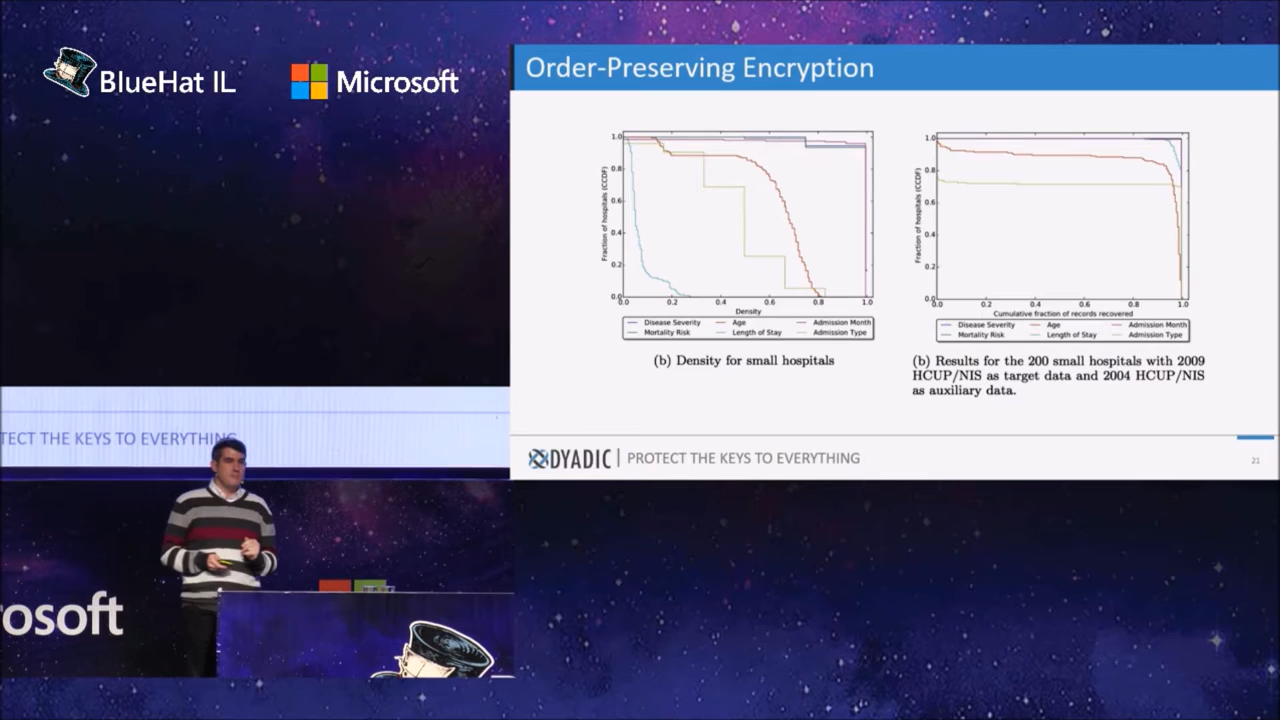 BlueHat IL
Microsoft
Order-Preserving Encryption
1.0
0.8
0.6
0.4
0.2
0.0
Fraction of hospitals (CCDF)
0.0 0.2 0.4 0.6 0.8 1.0
Density
Disease Severity Age Admission Month
Mortality Risk Length of Stay Admission Type
(b) Density for small hospitals
1.0
0.8
0.6
0.4
0.2
0.0
Fraction of hospitals (CCDF)
0.0 0.2 0.4 0.6 0.8 1.0
Cumulative fraction of records recovered
Disease Severity Age Admission Month
Mortality Risk Length of Stay Admission Type
(b) Results for the 200 small hospitals with 2009
HCUP/NIS as target data and 2004 HCUP/NIS
as auxiliary data.
DYADIC | PROTECT THE KEYS TO EVERYTHING
21
TECT THE KEYS TO EVERYTHING
osoft